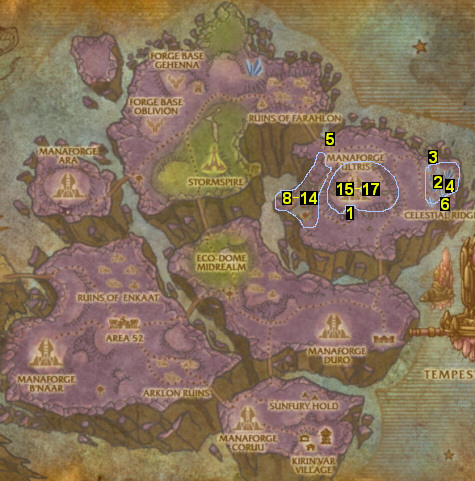 FORGE BASE
GEHENNA
FORGE BASE
OBLIVION
RUINS OF FARAHLON
5
MANAFORGE
ARA
MANAFORGE
ULTRIS
3
STORMSPIRE
2
4
8-14
15-17
6
1
CELESTIAL RIDG
ECO-DOME
MIDREALM
RUINS OF ENKAAT
AREA 52
MANAFORGE
B'NAAR
MANAFORGE
DURO
TEMPES
ARKLON RUINS
SUNFURY HOLD
MANAFORGE
CORUU
KIRIN'VAR
VILLAGE